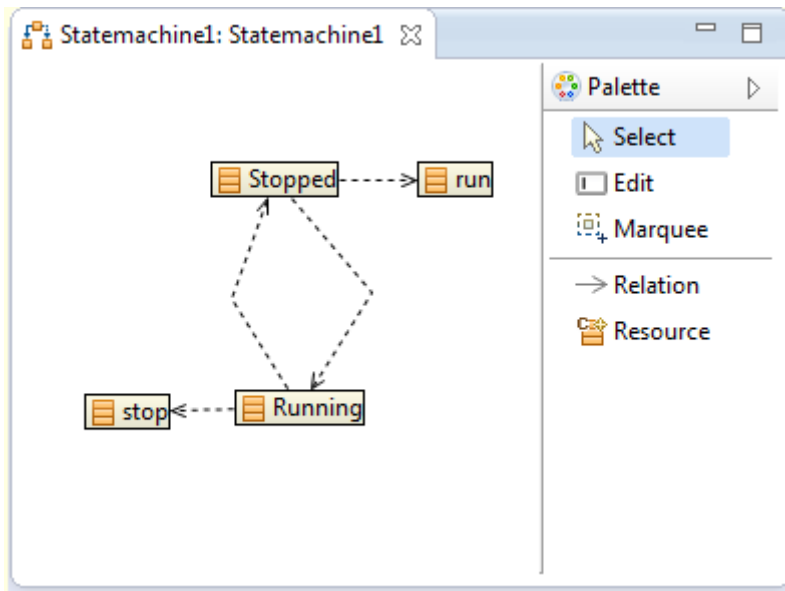 Statemachine1: Statemachine1
Palette
Select
Edit
Marquee
Relation
Resource
Stopped
run
stop
Running